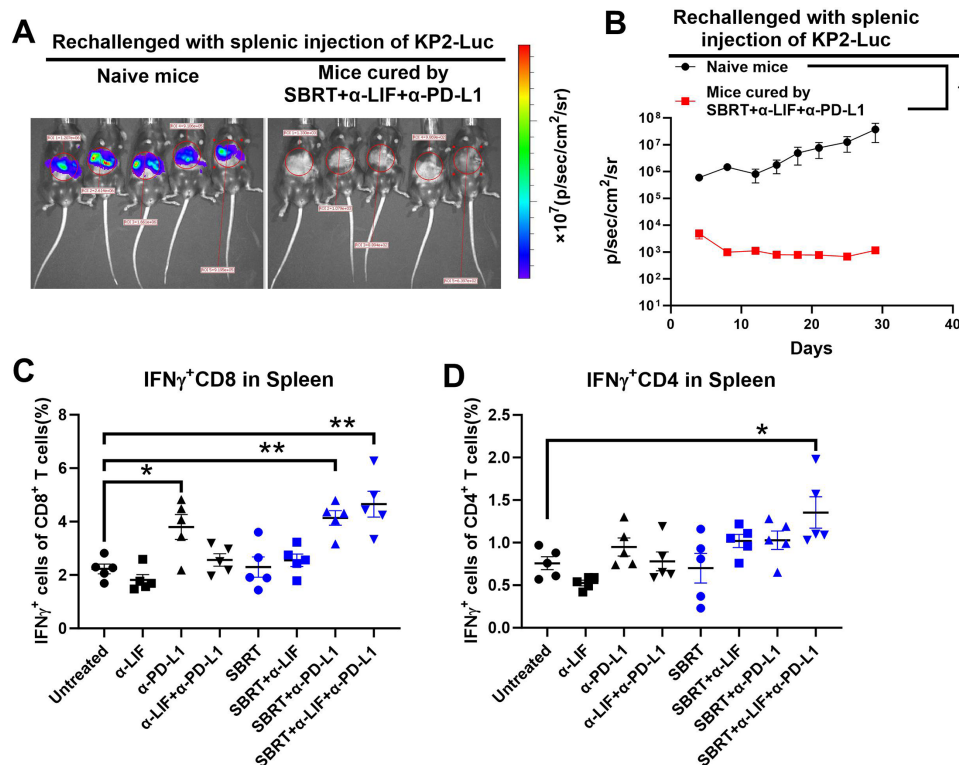 A
Rechallenged with splenic injection of KP2-Luc
Naive mice
Mice cured by
SBRT+α-LIF+α-PD-L1
×10⁷(p/sec/cm²/sr)
B
Rechallenged with splenic
injection of KP2-Luc
Naive mice
Mice cured by
SBRT+α-LIF+α-PD-L1
p/sec/cm²/sr
10⁸
10⁷
10⁶
10⁵
10⁴
10³
10²
10¹
0 10 20 30 40
Days
C
IFNγ⁺CD8 in Spleen
IFNγ⁺ cells of CD8⁺ T cells(%)
8
6
4
2
0
*
**
**
Untreated
α-LIF
α-PD-L1
α-LIF+α-PD-L1
SBRT
SBRT+α-LIF
SBRT+α-PD-L1
SBRT+α-LIF+α-PD-L1
D
IFNγ⁺CD4 in Spleen
IFNγ⁺ cells of CD4⁺ T cells(%)
2.5
2.0
1.5
1.0
0.5
0.0
*
Untreated
α-LIF
α-PD-L1
α-LIF+α-PD-L1
SBRT
SBRT+α-LIF
SBRT+α-PD-L1
SBRT+α-LIF+α-PD-L1